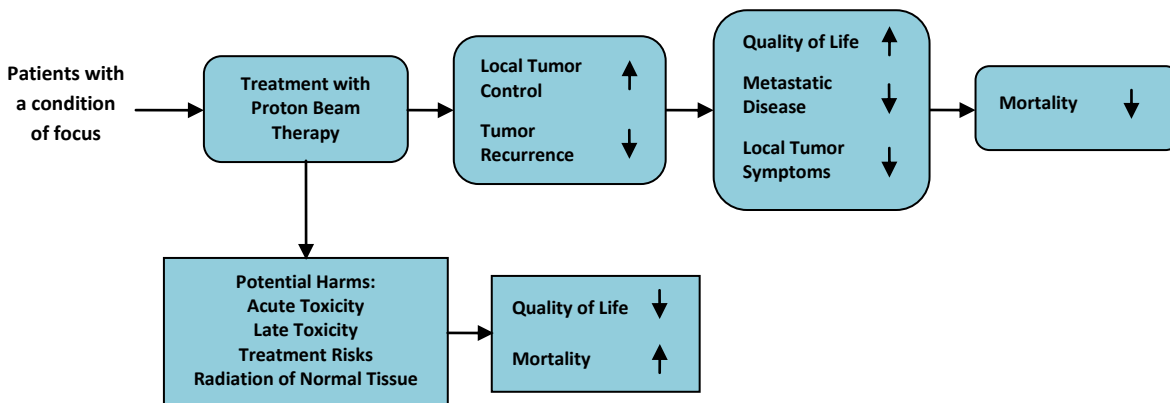 Patients with
a condition
of focus
Treatment with
Proton Beam
Therapy
Local Tumor
Control
Tumor
Recurrence
Quality of Life
Metastatic
Disease
Local Tumor
Symptoms
Mortality
Potential Harms:
Acute Toxicity
Late Toxicity
Treatment Risks
Radiation of Normal Tissue
Quality of Life
Mortality